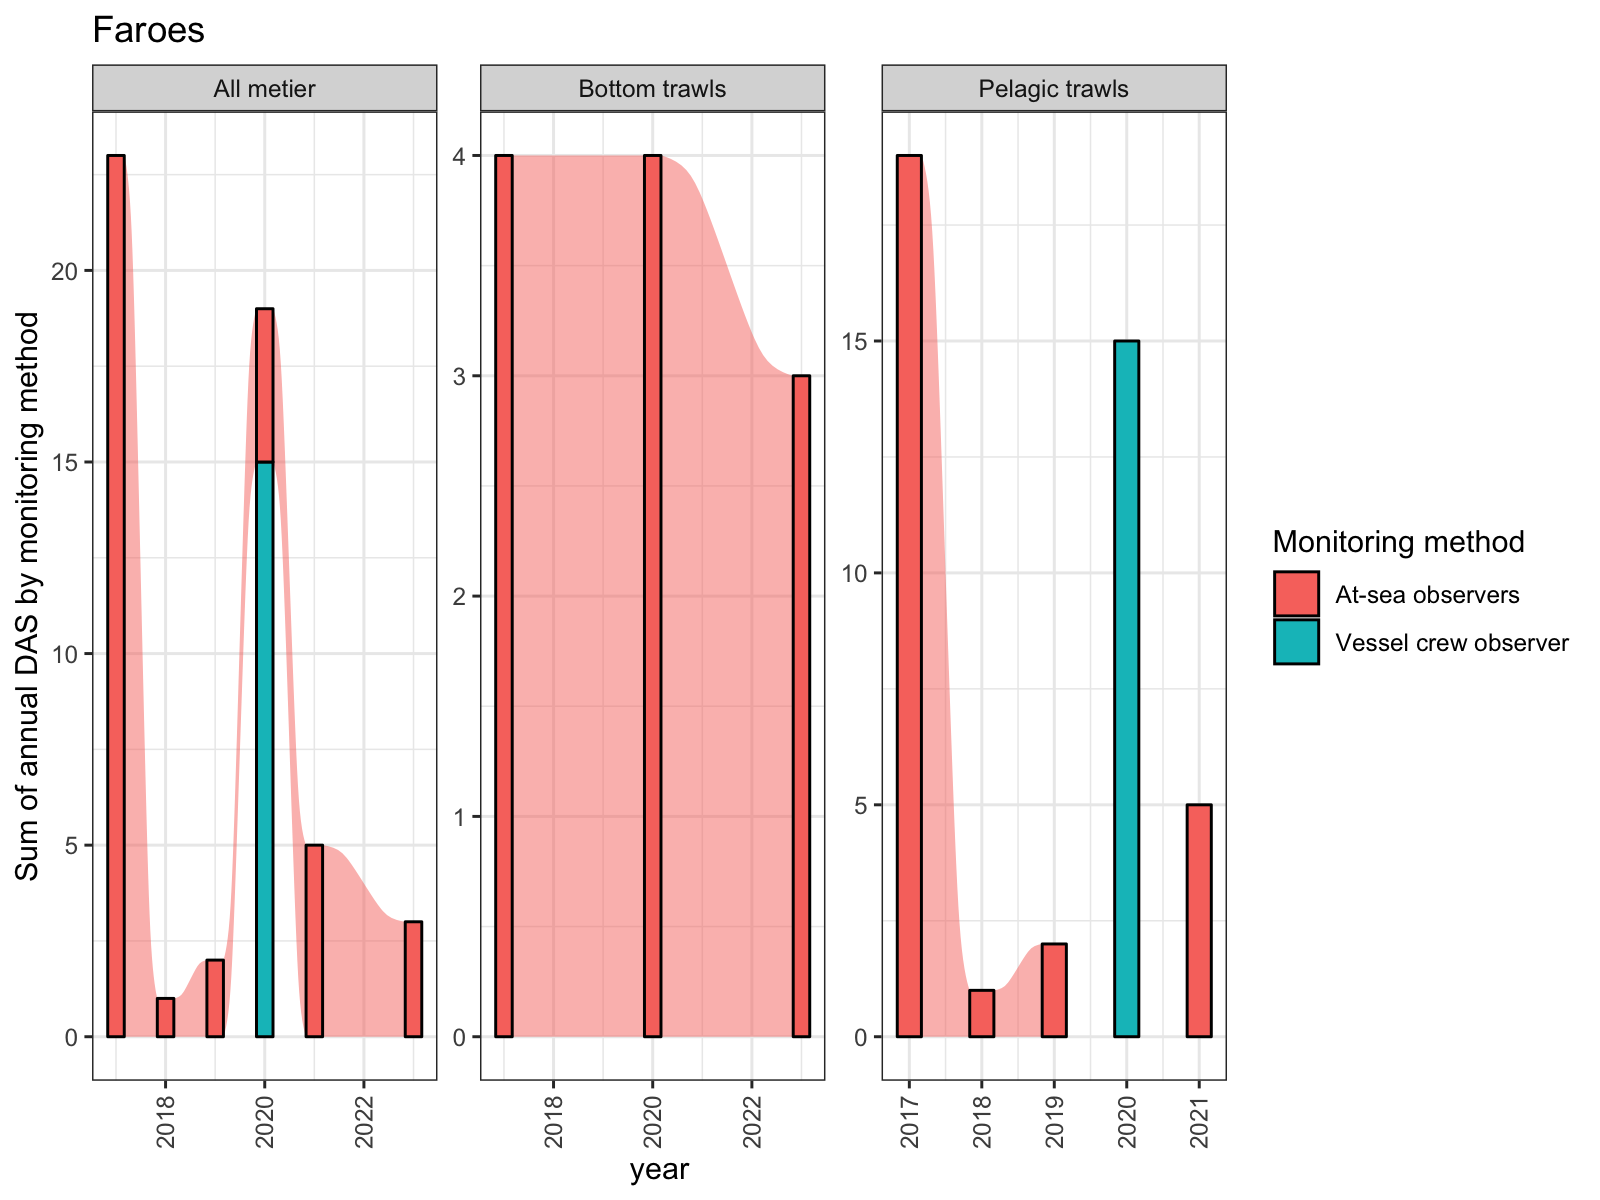 Faroes
All metier
Bottom trawls
Pelagic trawls
Sum of annual DAS by monitoring method
20
15
10
5
0
4
3
2
1
0
15
10
5
0
2018
2020
2022
2018
2020
2022
2017
2018
2019
2020
2021
year
Monitoring method
At-sea observers
Vessel crew observer